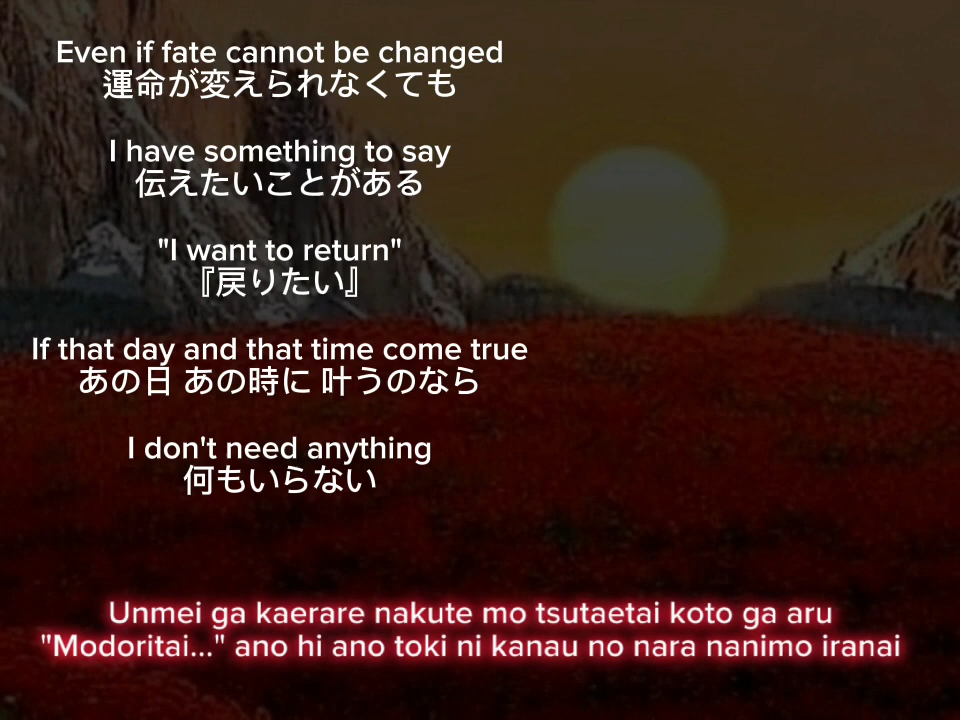 Even if fate cannot be changed
運命が変えられなくても
I have something to say
伝えたいことがある
"I want to return"
『戻りたい』
If that day and that time come true
あの日 あの時に 叶うのなら
I don't need anything
何もいらない
Unmei ga kaerare nakute mo tsutaetai koto ga aru
"Modoritai..." ano hi ano toki ni kanau no nara nanimo iranai